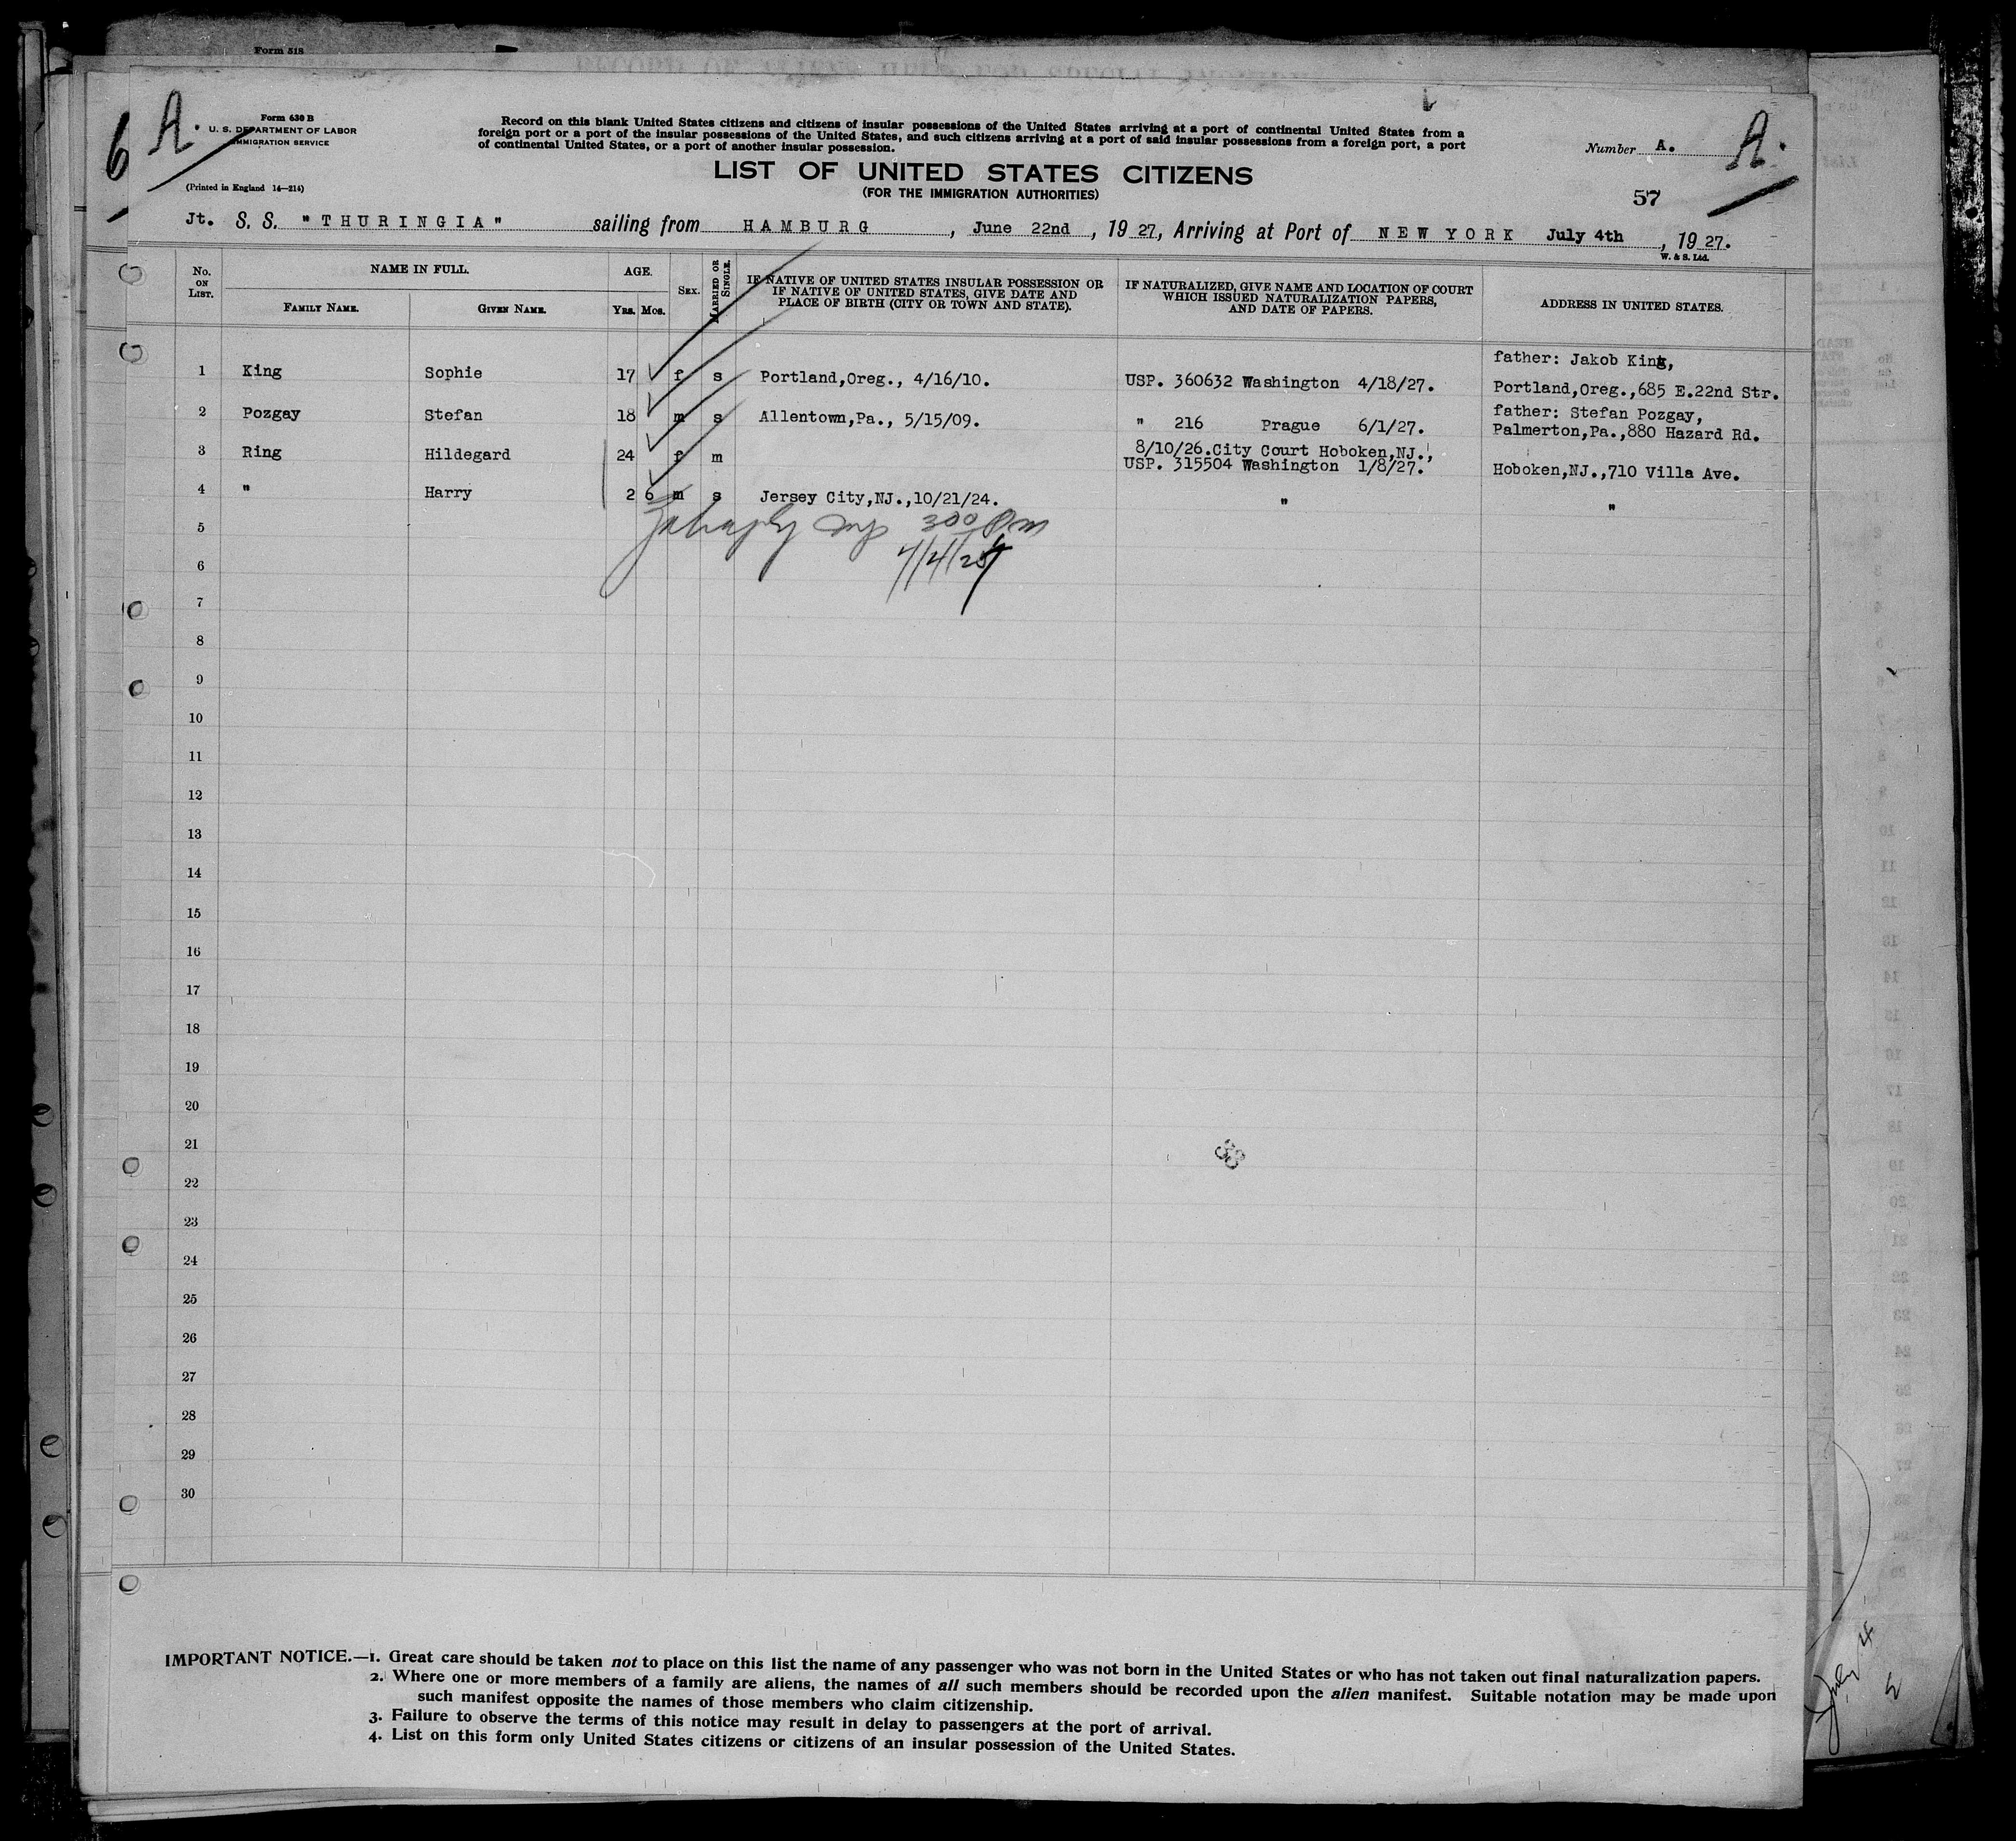 Form 518
6
A.
Form 630 B
U. S. DEPARTMENT OF LABOR
IMMIGRATION SERVICE
(Printed in England 14—214)
Record on this blank United States citizens and citizens of insular possessions of the United States arriving at a port of continental United States from a
foreign port or a port of the insular possessions of the United States, and such citizens arriving at a port of said insular possessions from a foreign port, a port
of continental United States, or a port of another insular possession.
Number A.
A.
LIST OF UNITED STATES CITIZENS
(FOR THE IMMIGRATION AUTHORITIES)
57
Jt. S. S. "THURINGIA" sailing from HAMBURG, June 22nd, 1927, Arriving at Port of NEW YORK July 4th, 1927.
W. & S. Ltd.
No. ON LIST. NAME IN FULL. FAMILY NAME. GIVEN NAME. AGE. YRS. MOS. SEX. MARRIED OR SINGLE. IF NATIVE OF UNITED STATES INSULAR POSSESSION OR IF NATIVE OF UNITED STATES, GIVE DATE AND PLACE OF BIRTH (CITY OR TOWN AND STATE). IF NATURALIZED, GIVE NAME AND LOCATION OF COURT WHICH ISSUED NATURALIZATION PAPERS, AND DATE OF PAPERS. ADDRESS IN UNITED STATES.
father: Jakob King,
1 King Sophie 17 f s Portland,Oreg., 4/16/10. USP. 360632 Washington 4/18/27. Portland,Oreg.,685 E.22nd Str.
father: Stefan Pozgay,
2 Pozgay Stefan 18 m s Allentown,Pa., 5/15/09. " 216 Prague 6/1/27. Palmerton,Pa.,880 Hazard Rd.
8/10/26.City Court Hoboken,NJ.,
3 Ring Hildegard 24 f m USP. 315504 Washington 1/8/27. Hoboken,NJ.,710 Villa Ave.
4 " Harry 2 6 m s Jersey City,NJ.,10/21/24. " "
300 Pm
5
6
7
8
9
10
11
12
13
14
15
16
17
18
19
20
21
22
23
24
25
26
27
28
29
30
IMPORTANT NOTICE.—1. Great care should be taken not to place on this list the name of any passenger who was not born in the United States or who has not taken out final naturalization papers.
2. Where one or more members of a family are aliens, the names of all such members should be recorded upon the alien manifest. Suitable notation may be made upon
such manifest opposite the names of those members who claim citizenship.
3. Failure to observe the terms of this notice may result in delay to passengers at the port of arrival.
4. List on this form only United States citizens or citizens of an insular possession of the United States.